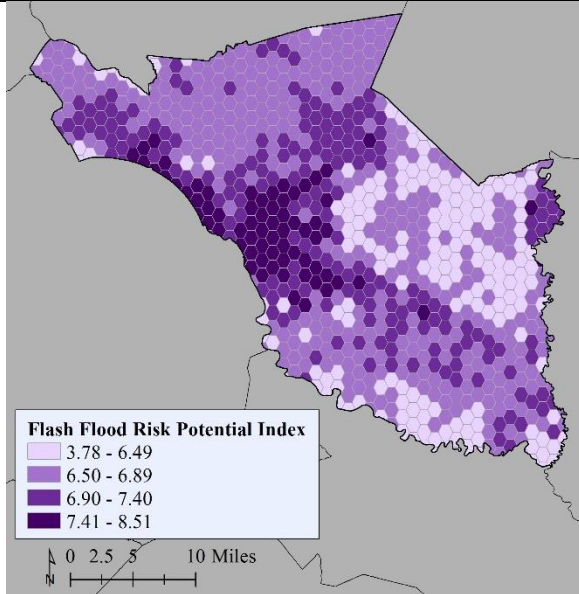 Flash Flood Risk Potential Index
3.78 - 6.49
6.50 - 6.89
6.90 - 7.40
7.41 - 8.51
N
0 2.5 5 10 Miles